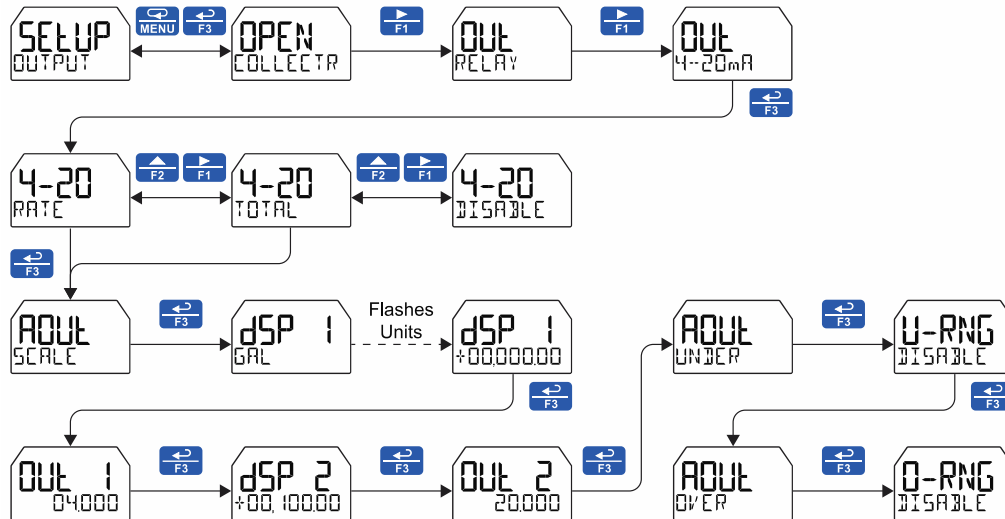 SEtUP
OUTPUT
MENU
F3
OPEN
COLLECTR
F1
OUt
RELAY
F1
OUt
4-20mA
F3
4-20
RATE
F2
F1
4-20
TOTAL
F2
F1
4-20
DISABLE
F3
AOUt
SCALE
F3
dSP 1
GAL
Flashes
Units
dSP 1
+00,000.00
F3
AOUt
UNDER
F3
U-RNG
DISABLE
F3
OUt 1
04.000
F3
dSP 2
+00,100.00
F3
OUt 2
20.000
F3
AOUt
OVER
F3
O-RNG
DISABLE